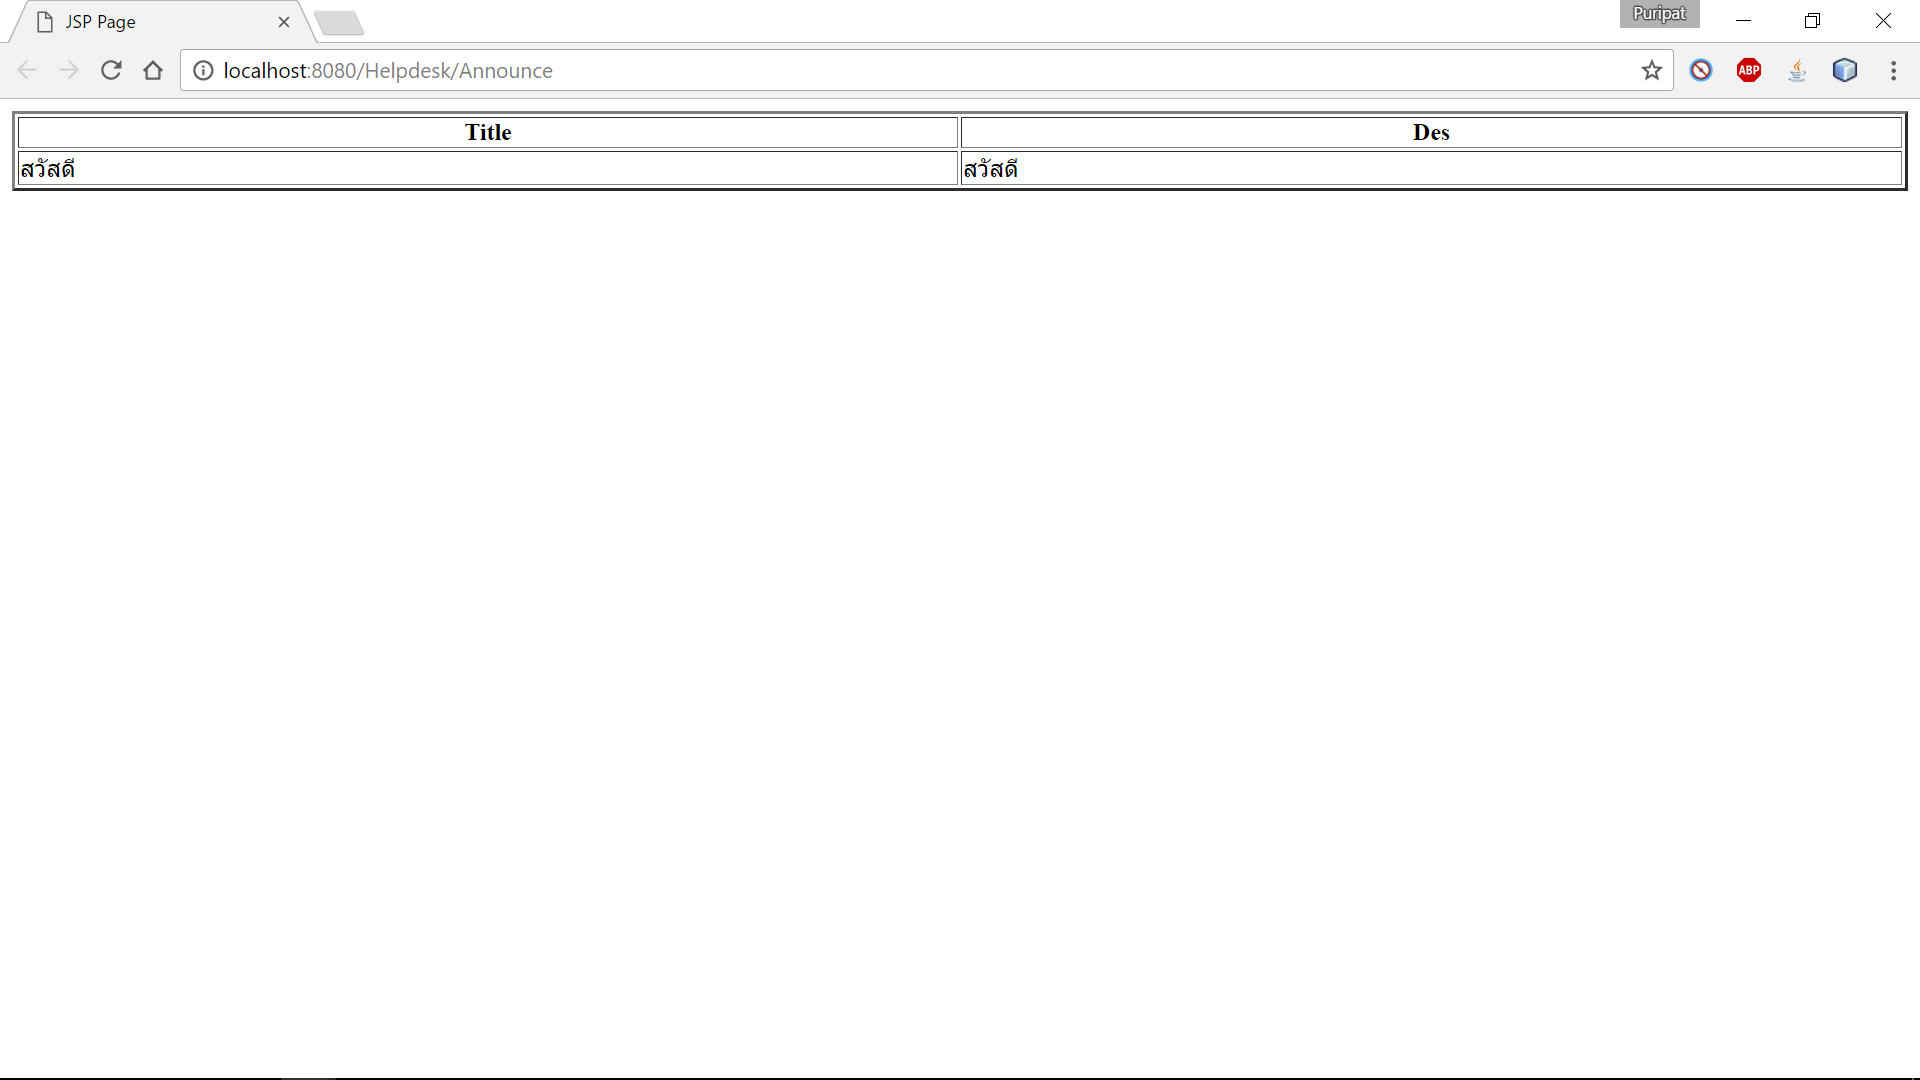 JSP Page
Puripat
localhost:8080/Helpdesk/Announce
ABP
Title Des
สวัสดี สวัสดี